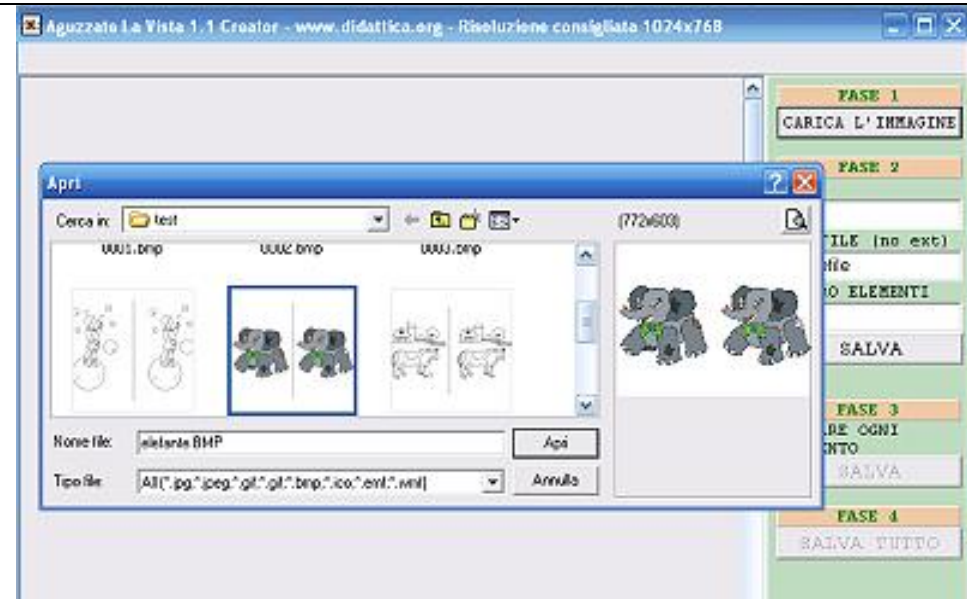 Aguzzate La Vista 1.1 Creator - www.didattica.org - Risoluzione consigliata 1024x768
FASE 1
CARICA L'IMMAGINE
FASE 2
Apri
Cerca in:
test
(772x603)
0001.bmp
0002.bmp
0003.bmp
FILE (no ext)
file
O ELEMENTI
SALVA
Nome file:
elefante.BMP
Apri
Tipo file:
All (*.jpg;*.jpeg;*.gif;*.gif;*.bmp;*.ico;*.emf;*.wmf)
Annulla
FASE 3
RE OGNI
ENTO
SALVA
FASE 4
SALVA TUTTO